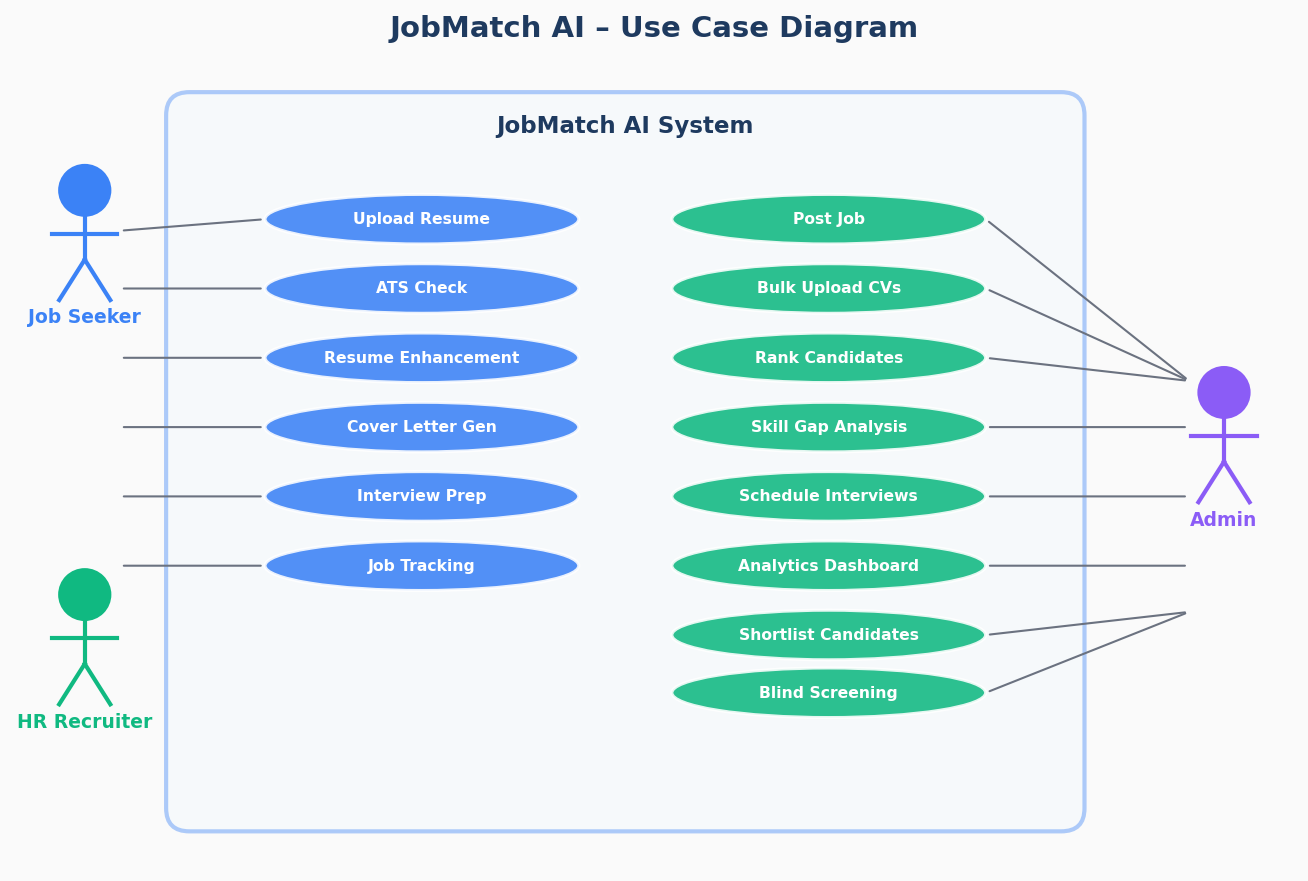 JobMatch AI – Use Case Diagram
JobMatch AI System
Job Seeker
HR Recruiter
Upload Resume
ATS Check
Resume Enhancement
Cover Letter Gen
Interview Prep
Job Tracking
Post Job
Bulk Upload CVs
Rank Candidates
Skill Gap Analysis
Schedule Interviews
Analytics Dashboard
Shortlist Candidates
Blind Screening
Admin